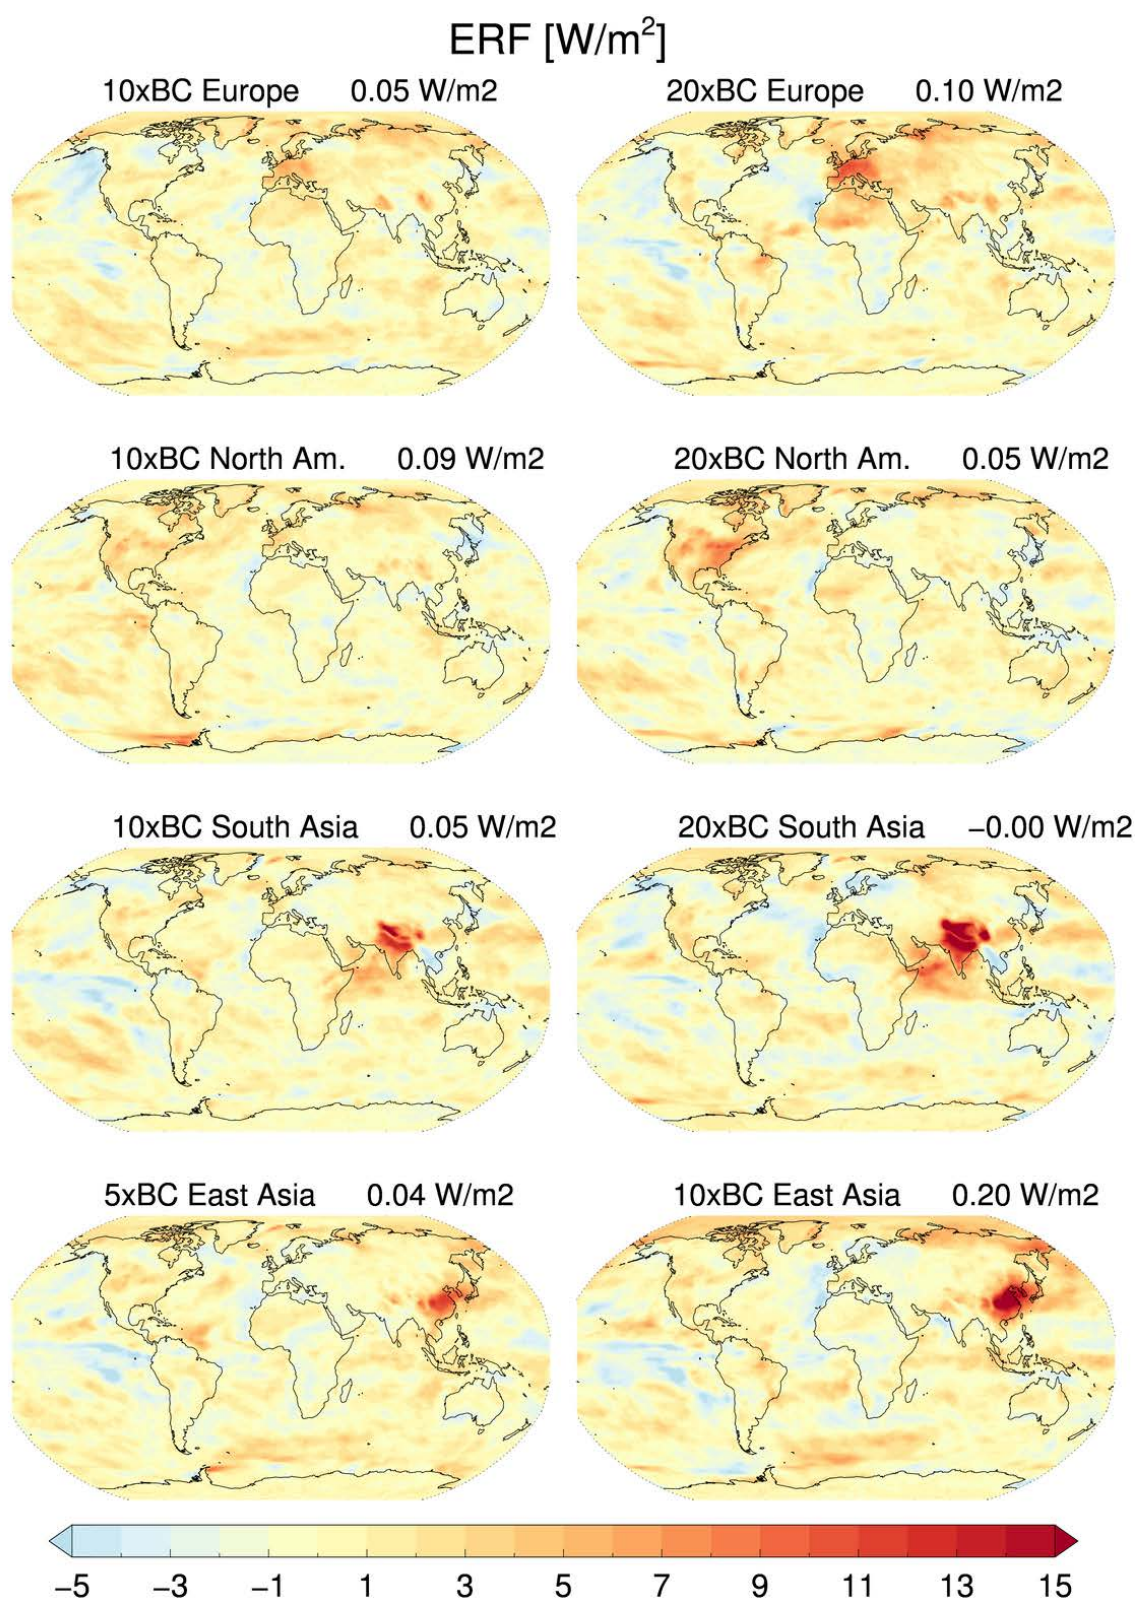 ERF [W/m²]
10xBC Europe 0.05 W/m2
20xBC Europe 0.10 W/m2
10xBC North Am. 0.09 W/m2
20xBC North Am. 0.05 W/m2
10xBC South Asia 0.05 W/m2
20xBC South Asia −0.00 W/m2
5xBC East Asia 0.04 W/m2
10xBC East Asia 0.20 W/m2
−5 −3 −1 1 3 5 7 9 11 13 15